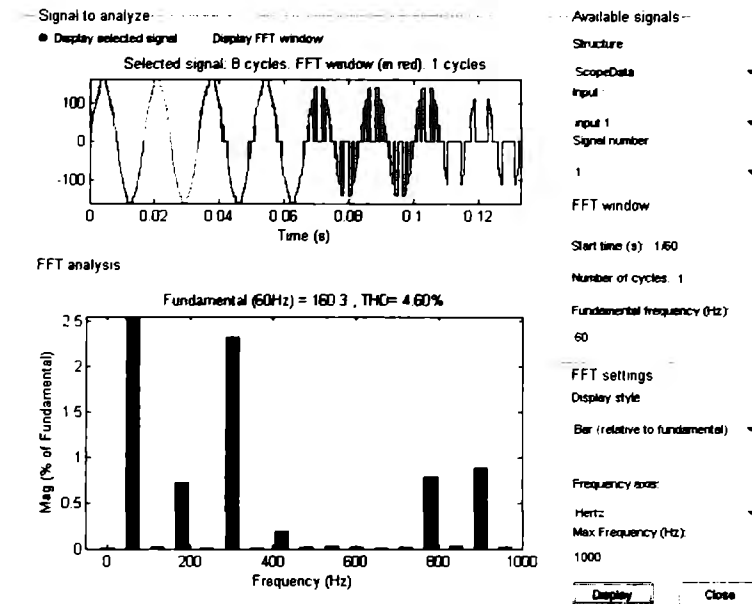 Signal to analyze
Display selected signal Display FFT window
Selected signal: 8 cycles. FFT window (in red): 1 cycles
100
0
-100
0 0.02 0.04 0.06 0.08 0.1 0.12
Time (s)
FFT analysis
Fundamental (60Hz) = 160.3 , THD= 4.60%
2.5
2
1.5
1
0.5
0
Mag (% of Fundamental)
0 200 400 600 800 1000
Frequency (Hz)
Available signals
Structure
ScopeData
Input :
input 1
Signal number
1
FFT window
Start time (s): 1/60
Number of cycles: 1
Fundamental frequency (Hz):
60
FFT settings
Display style :
Bar (relative to fundamental)
Frequency axis:
Hertz
Max Frequency (Hz):
1000
Display Close